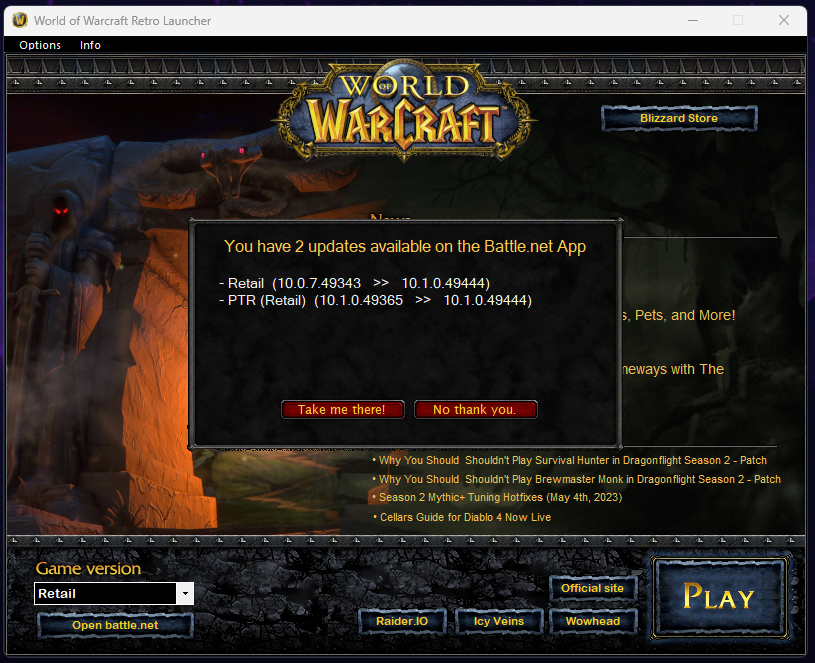 World of Warcraft Retro Launcher
Options Info
WORLD
OF
WARCRAFT
Blizzard Store
News
You have 2 updates available on the Battle.net App
- Retail (10.0.7.49343 >> 10.1.0.49444)
- PTR (Retail) (10.1.0.49365 >> 10.1.0.49444)
s, Pets, and More!
neways with The
Take me there! No thank you.
• Why You Should Shouldn't Play Survival Hunter in Dragonflight Season 2 - Patch
• Why You Should Shouldn't Play Brewmaster Monk in Dragonflight Season 2 - Patch
• Season 2 Mythic+ Tuning Hotfixes (May 4th, 2023)
• Cellars Guide for Diablo 4 Now Live
Game version
Retail
Open battle.net
Official site
Raider.IO Icy Veins Wowhead
PLAY